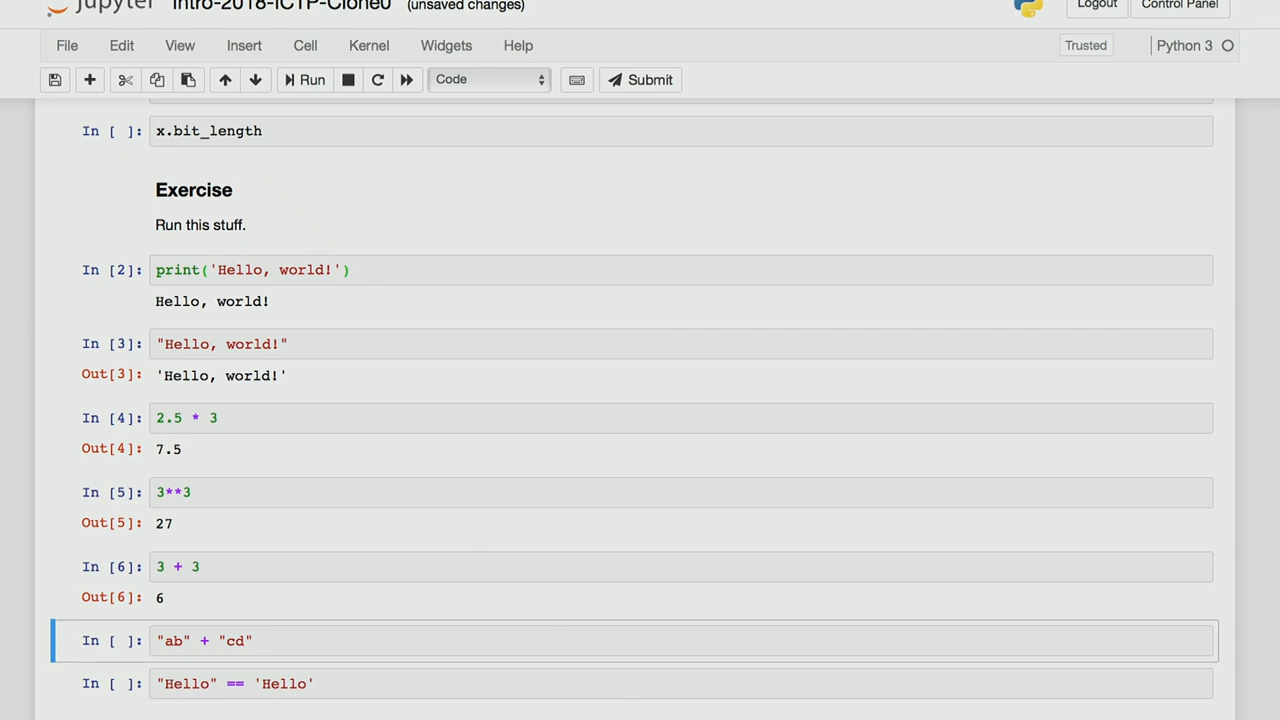 Jupyter Intro-2018-ICTP-Clone0 (unsaved changes) Logout Control Panel
File Edit View Insert Cell Kernel Widgets Help Trusted Python 3
Run Code Submit
In [ ]: x.bit_length
Exercise
Run this stuff.
In [2]: print('Hello, world!')
Hello, world!
In [3]: "Hello, world!"
Out[3]: 'Hello, world!'
In [4]: 2.5 * 3
Out[4]: 7.5
In [5]: 3**3
Out[5]: 27
In [6]: 3 + 3
Out[6]: 6
In [ ]: "ab" + "cd"
In [ ]: "Hello" == 'Hello'